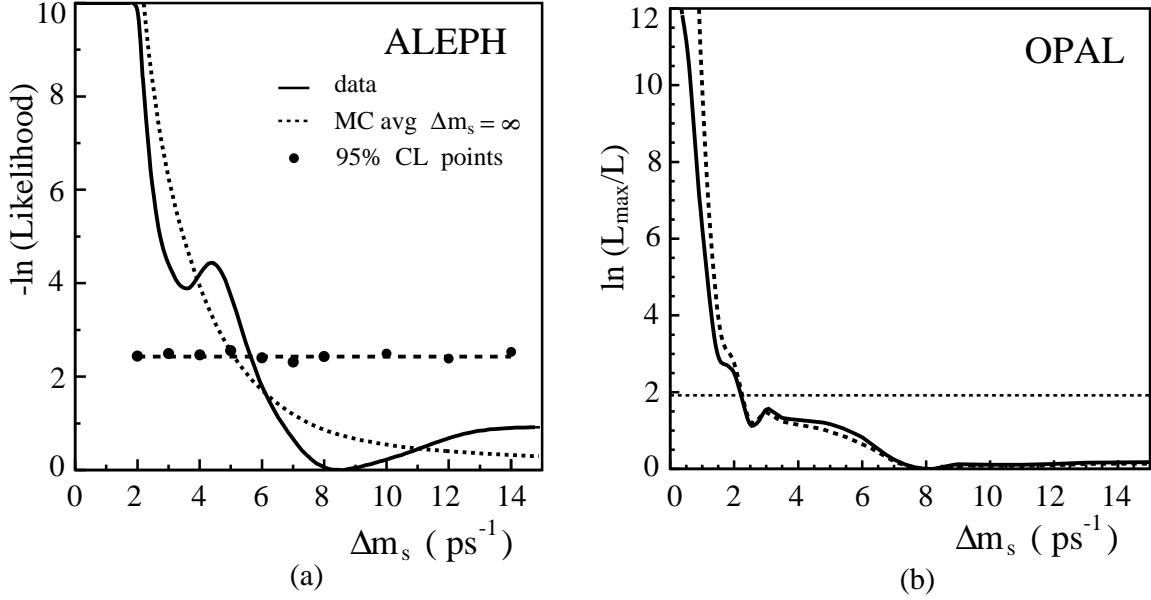 ALEPH
data
MC avg Δm_s = ∞
95% CL points
-ln (Likelihood)
10
8
6
4
2
0
0 2 4 6 8 10 12 14
Δm_s ( ps^-1)
(a)
OPAL
ln (L_max/L)
12
10
8
6
4
2
0
0 2 4 6 8 10 12 14
Δm_s ( ps^-1)
(b)